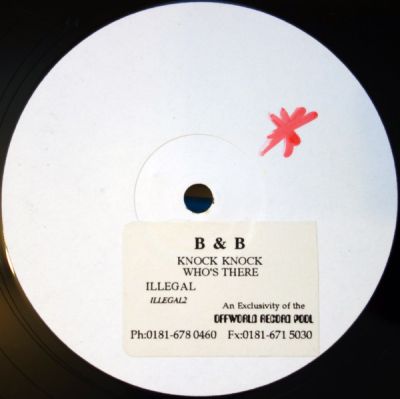 B & B
KNOCK KNOCK
WHO'S THERE
ILLEGAL
ILLEGAL2
An Exclusivity of the
OFFWORLD RECORD POOL
Ph:0181-678 0460 Fx:0181-671 5030